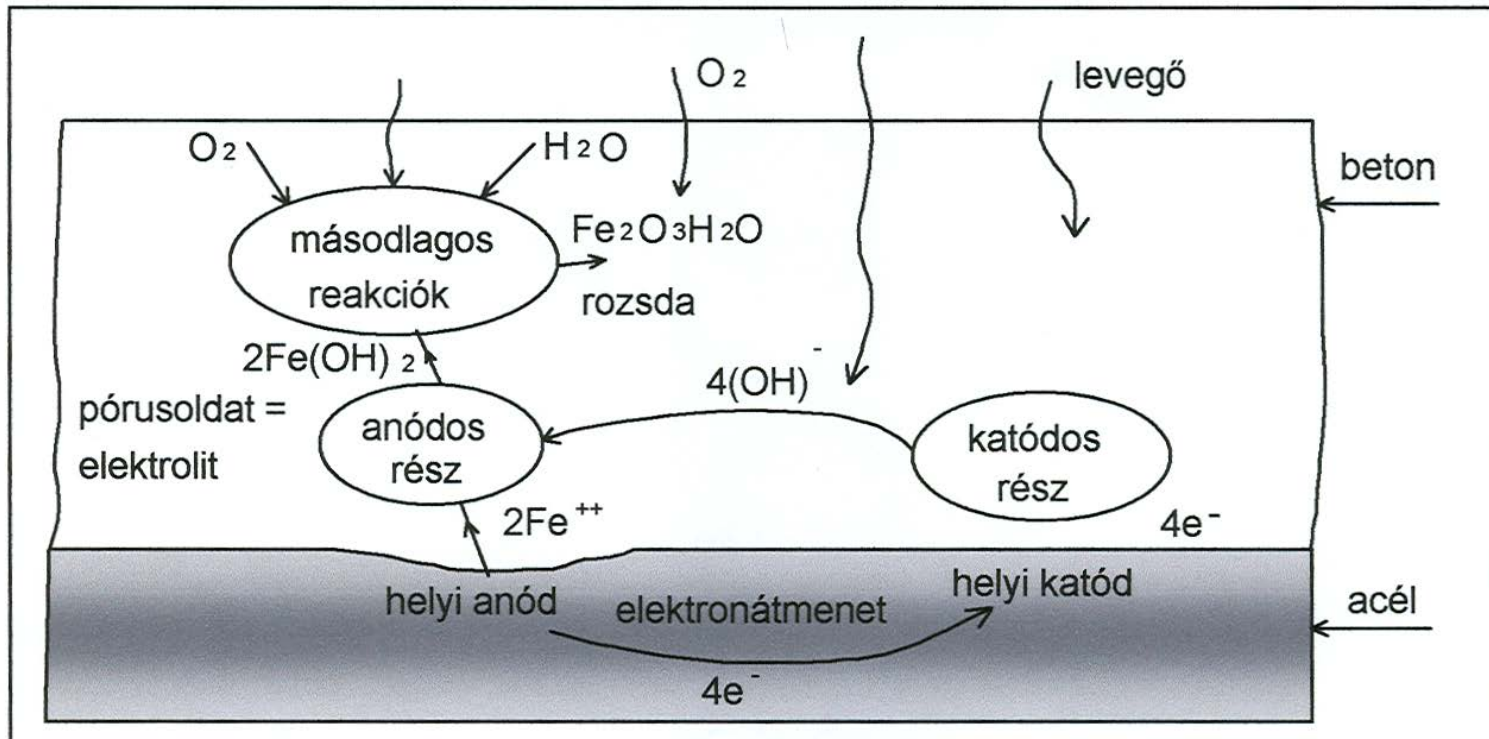 O₂
levegő
O₂
H₂O
beton
másodlagos
reakciók
Fe₂O₃H₂O
rozsda
2Fe(OH)₂
4(OH)⁻
pórusoldat =
elektrolit
anódos
rész
katódos
rész
2Fe⁺⁺
4e⁻
helyi anód
elektronátmenet
helyi katód
acél
4e⁻